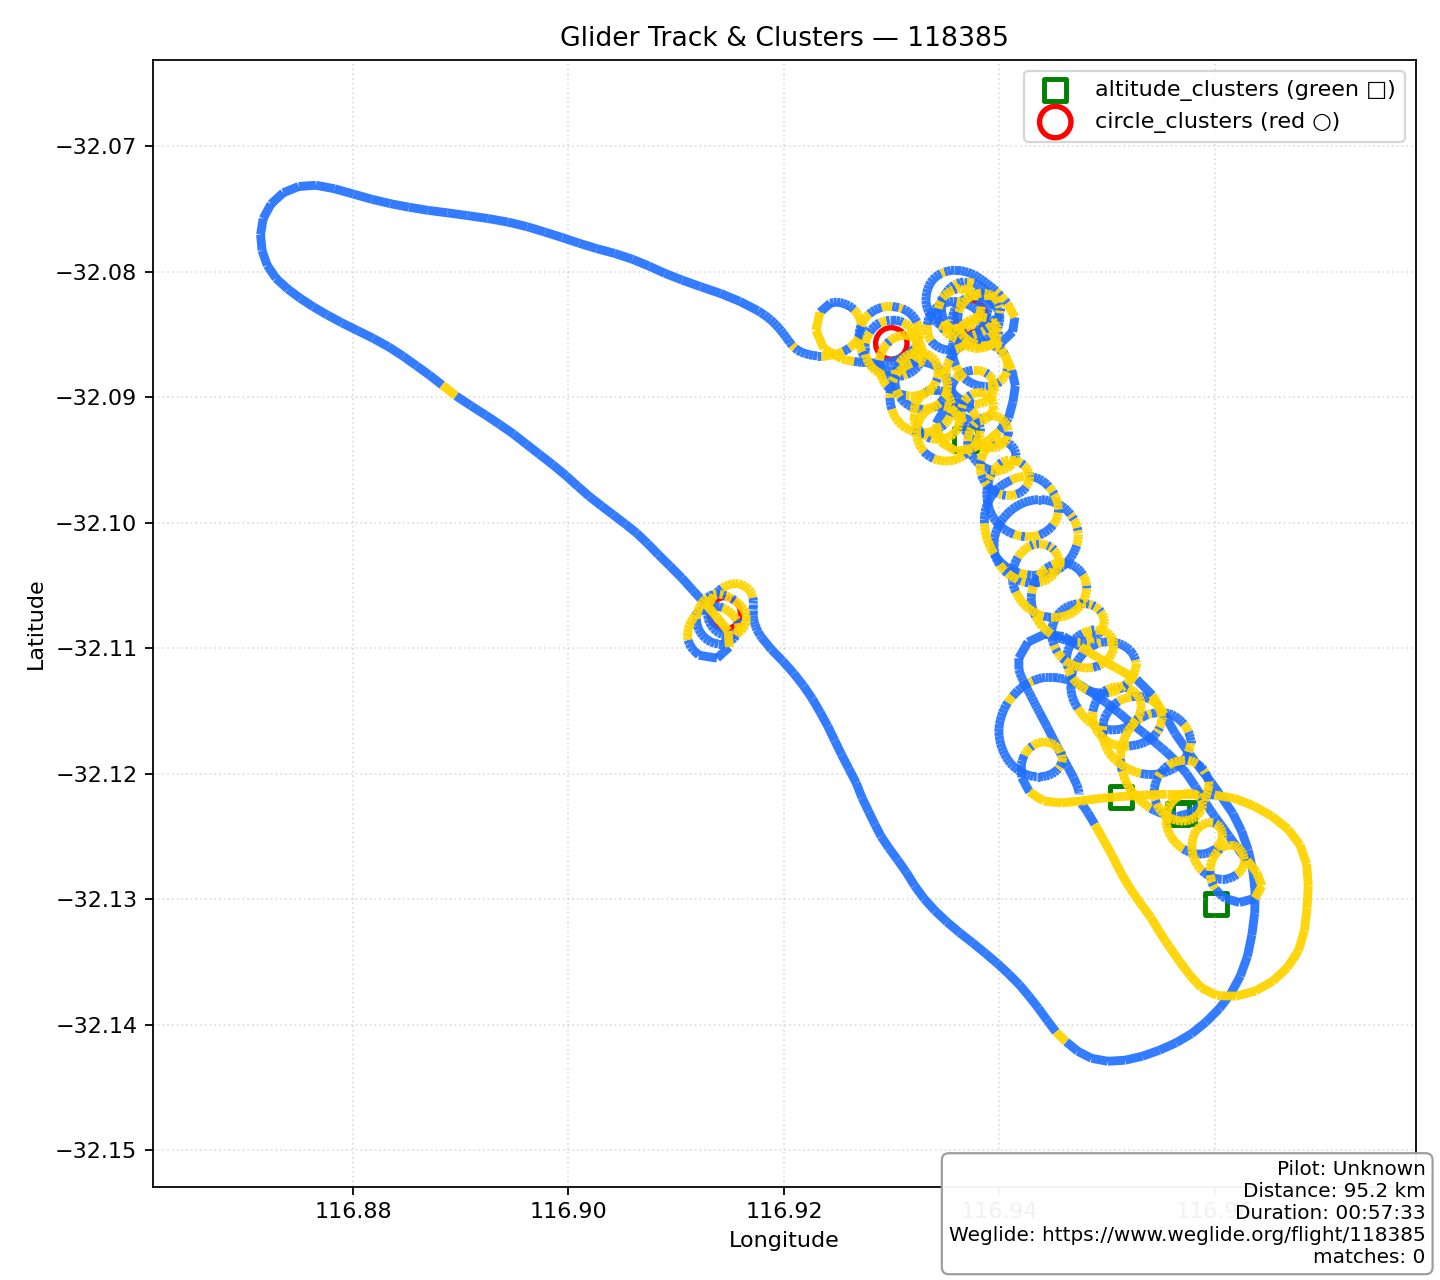 Glider Track & Clusters — 118385
altitude_clusters (green □)
circle_clusters (red ○)
−32.07
−32.08
−32.09
−32.10
−32.11
−32.12
−32.13
−32.14
−32.15
Latitude
116.88
116.90
116.92
116.94
Longitude
Pilot: Unknown
Distance: 95.2 km
Duration: 00:57:33
Weglide: https://www.weglide.org/flight/118385
matches: 0